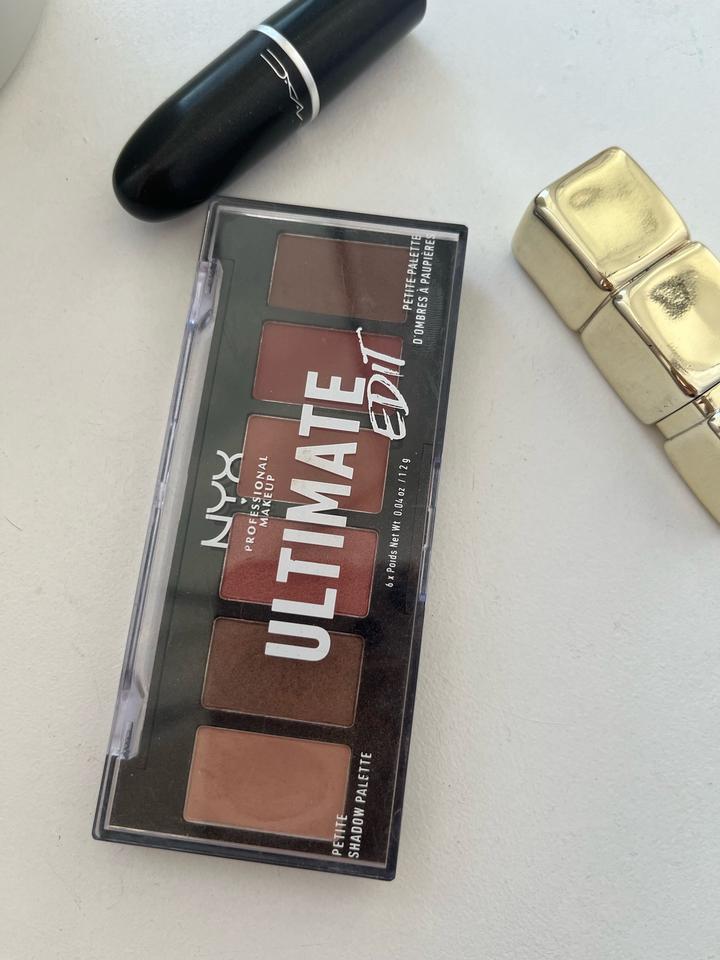 MAC
NYX
PROFESSIONAL
MAKEUP
ULTIMATE
EDIT
PETITE PALETTE
D'OMBRES À PAUPIÈRES
6 x Poids Net Wt 0.04 oz / 1.2 g
PETITE
SHADOW PALETTE